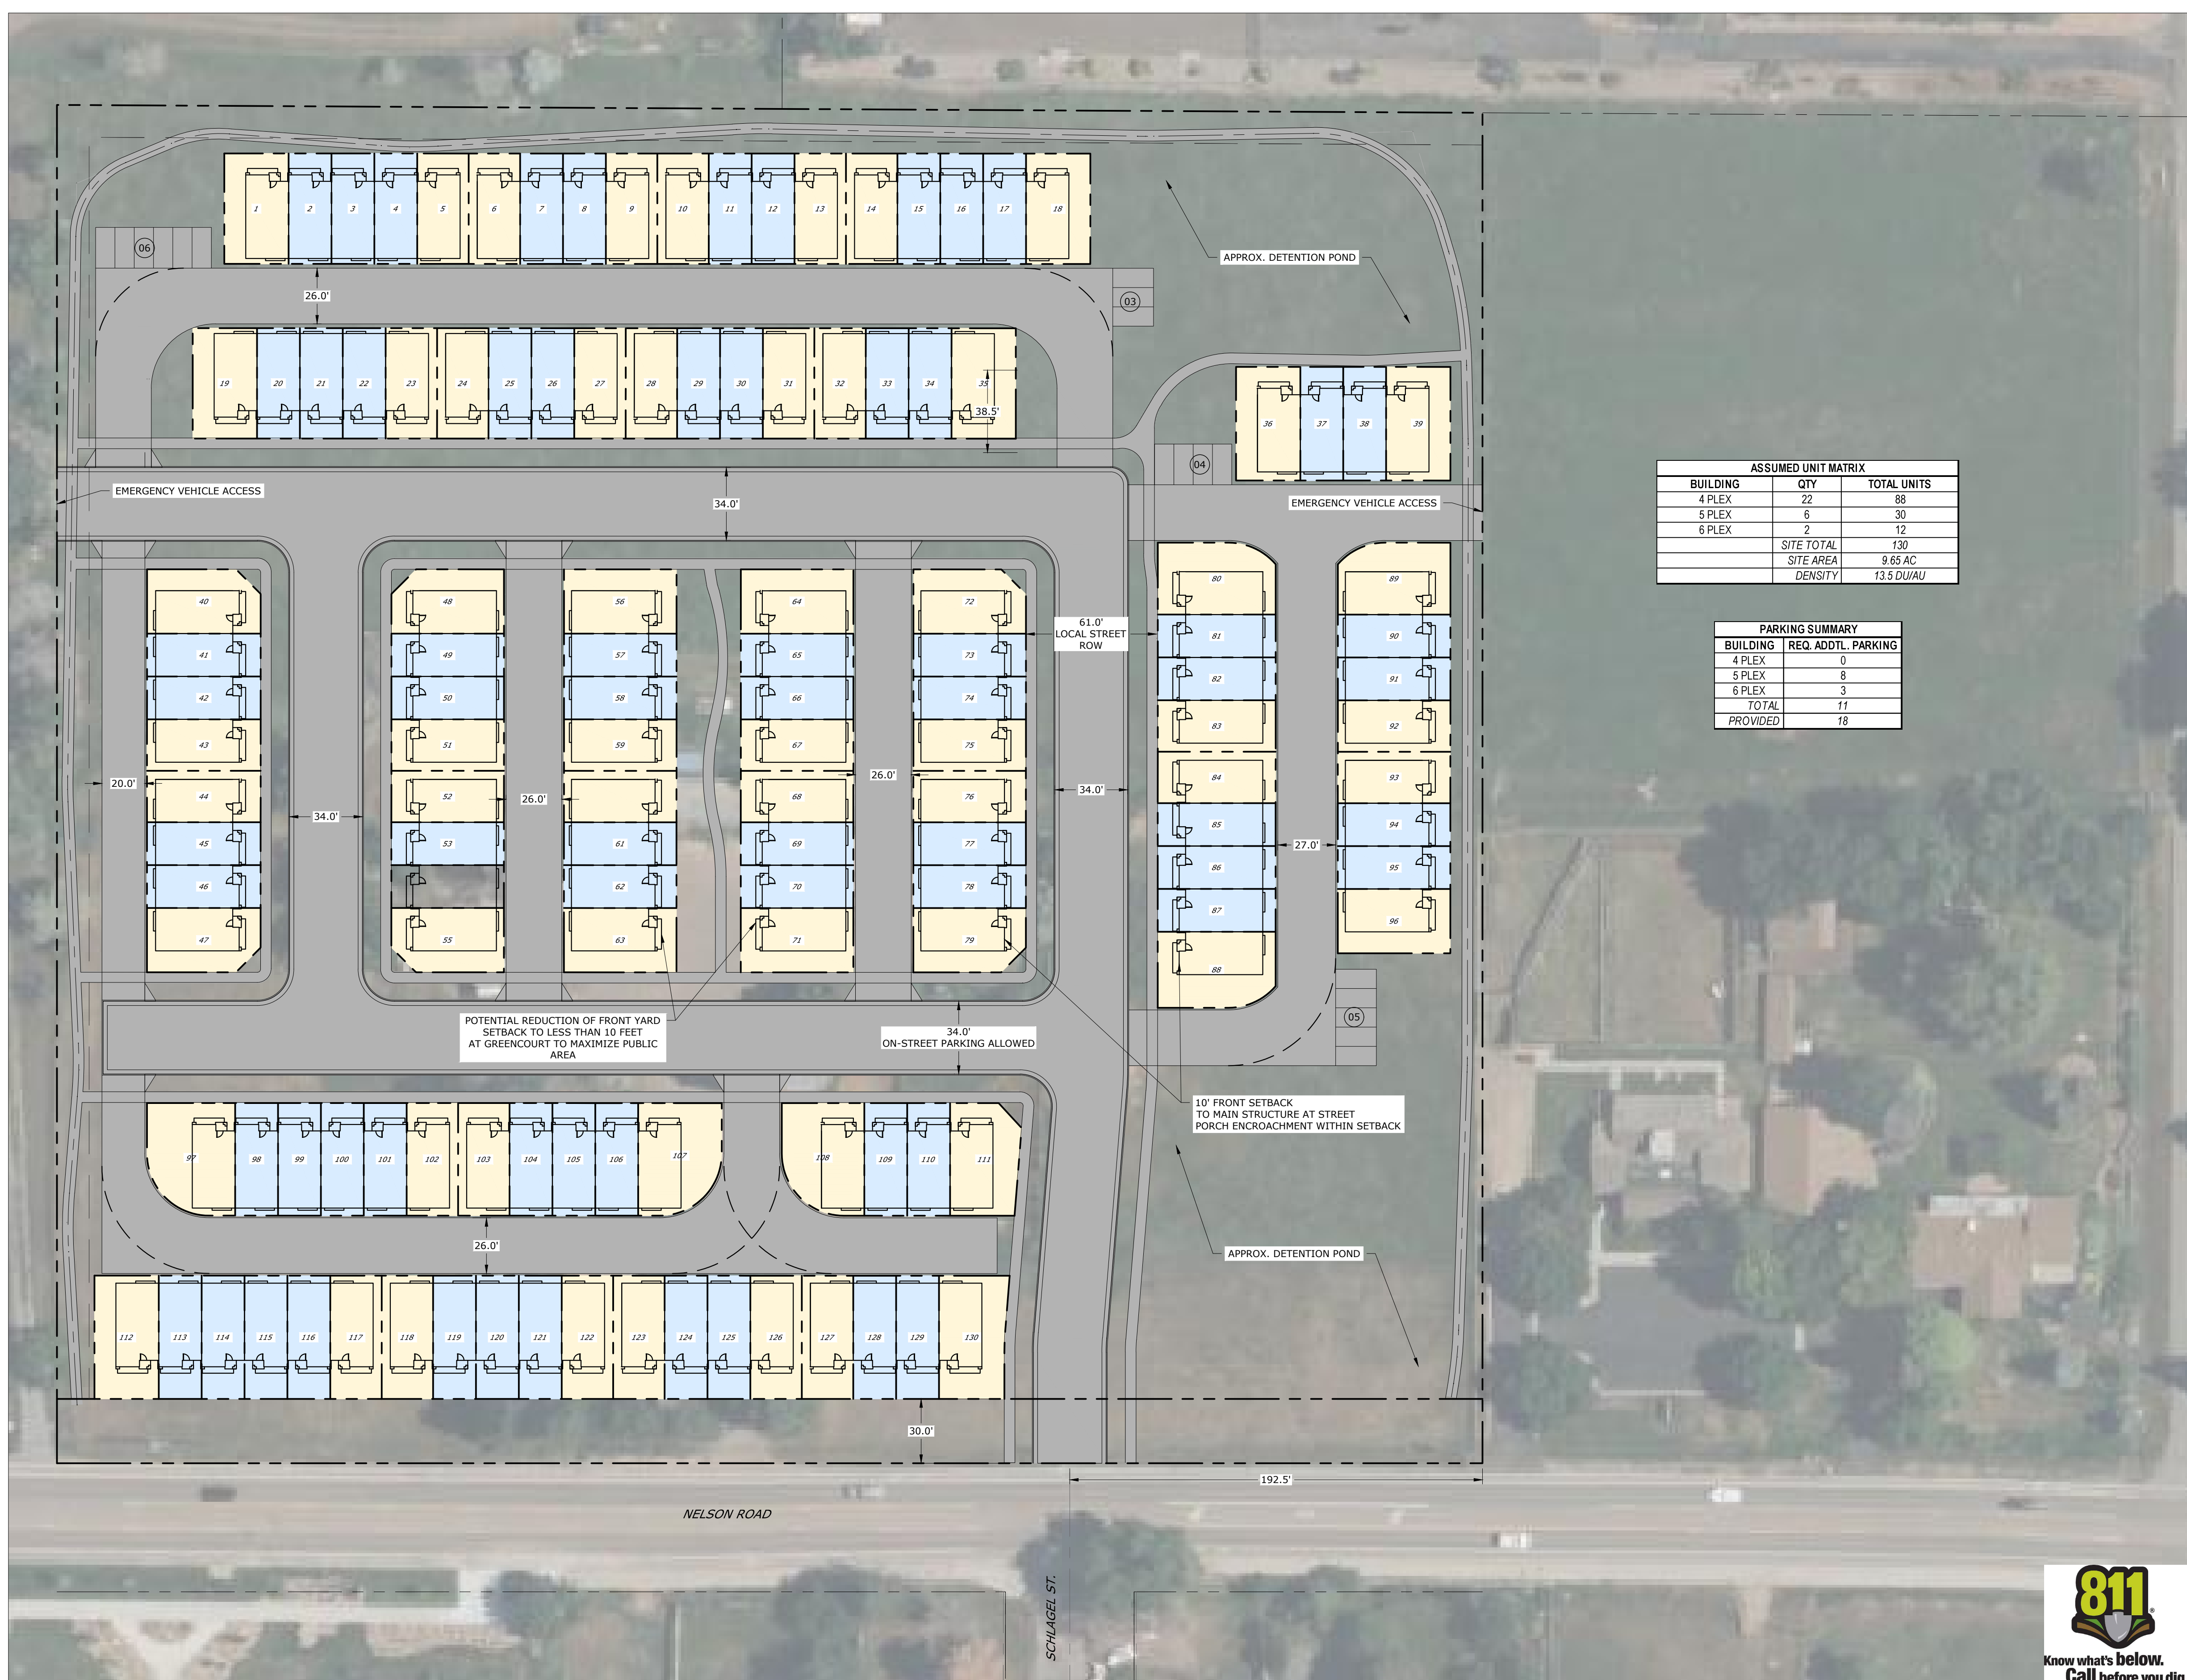 1 2 3 4 5 6 7 8 9 10 11 12 13 14 15 16 17 18
06
APPROX. DETENTION POND
26.0'
03
19 20 21 22 23 24 25 26 27 28 29 30 31 32 33 34 35
38.5'
36 37 38 39
04
EMERGENCY VEHICLE ACCESS
34.0'
EMERGENCY VEHICLE ACCESS
ASSUMED UNIT MATRIX
BUILDING QTY TOTAL UNITS
4 PLEX 22 88
5 PLEX 6 30
6 PLEX 2 12
SITE TOTAL 130
SITE AREA 9.65 AC
DENSITY 13.5 DU/AU
PARKING SUMMARY
BUILDING REQ. ADDTL. PARKING
4 PLEX 0
5 PLEX 8
6 PLEX 3
TOTAL 11
PROVIDED 18
40 48 56 64 72 80 89
61.0'
LOCAL STREET
ROW
41 49 57 65 73 81 90
42 50 58 66 74 82 91
43 51 59 67 75 83 92
20.0'
26.0'
34.0'
44 52 68 76 84 93
26.0'
34.0'
45 53 61 69 77 85 94
27.0'
46 62 70 78 86 95
47 55 63 71 79 87 96
88
05
POTENTIAL REDUCTION OF FRONT YARD
SETBACK TO LESS THAN 10 FEET
AT GREENCOURT TO MAXIMIZE PUBLIC
AREA
34.0'
ON-STREET PARKING ALLOWED
10' FRONT SETBACK
TO MAIN STRUCTURE AT STREET
PORCH ENCROACHMENT WITHIN SETBACK
97 98 99 100 101 102 103 104 105 106 107 108 109 110 111
26.0'
APPROX. DETENTION POND
112 113 114 115 116 117 118 119 120 121 122 123 124 125 126 127 128 129 130
30.0'
192.5'
NELSON ROAD
SCHLAGEL ST.
811
®
Know what's below.
Call before you dig